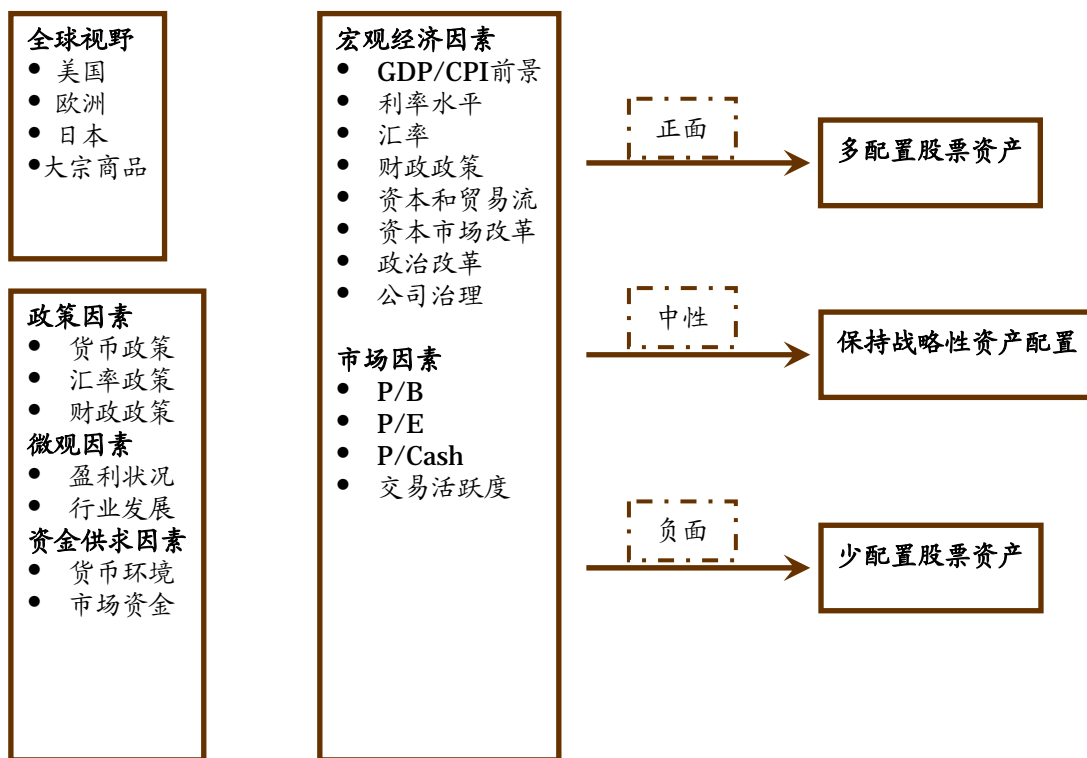 全球视野
● 美国
● 欧洲
● 日本
●大宗商品
政策因素
● 货币政策
● 汇率政策
● 财政政策
微观因素
● 盈利状况
● 行业发展
资金供求因素
● 货币环境
● 市场资金
宏观经济因素
● GDP/CPI前景
● 利率水平
● 汇率
● 财政政策
● 资本和贸易流
● 资本市场改革
● 政治改革
● 公司治理
市场因素
● P/B
● P/E
● P/Cash
● 交易活跃度
正面
多配置股票资产
中性
保持战略性资产配置
负面
少配置股票资产